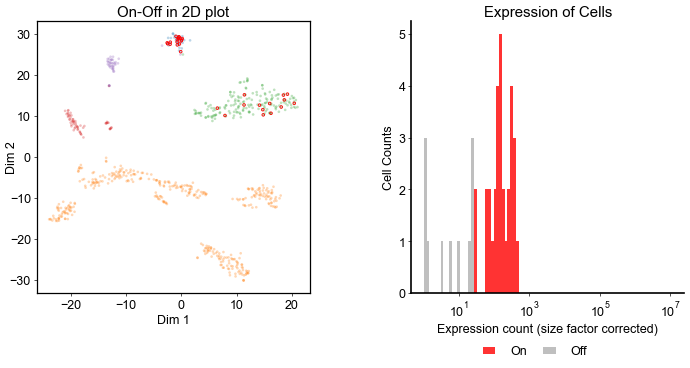 On-Off in 2D plot
Expression of Cells
30
20
10
0
−10
−20
−30
Dim 2
−20 −10 0 10 20
Dim 1
5
4
3
2
1
0
Cell Counts
10^1 10^3 10^5 10^7
Expression count (size factor corrected)
On Off